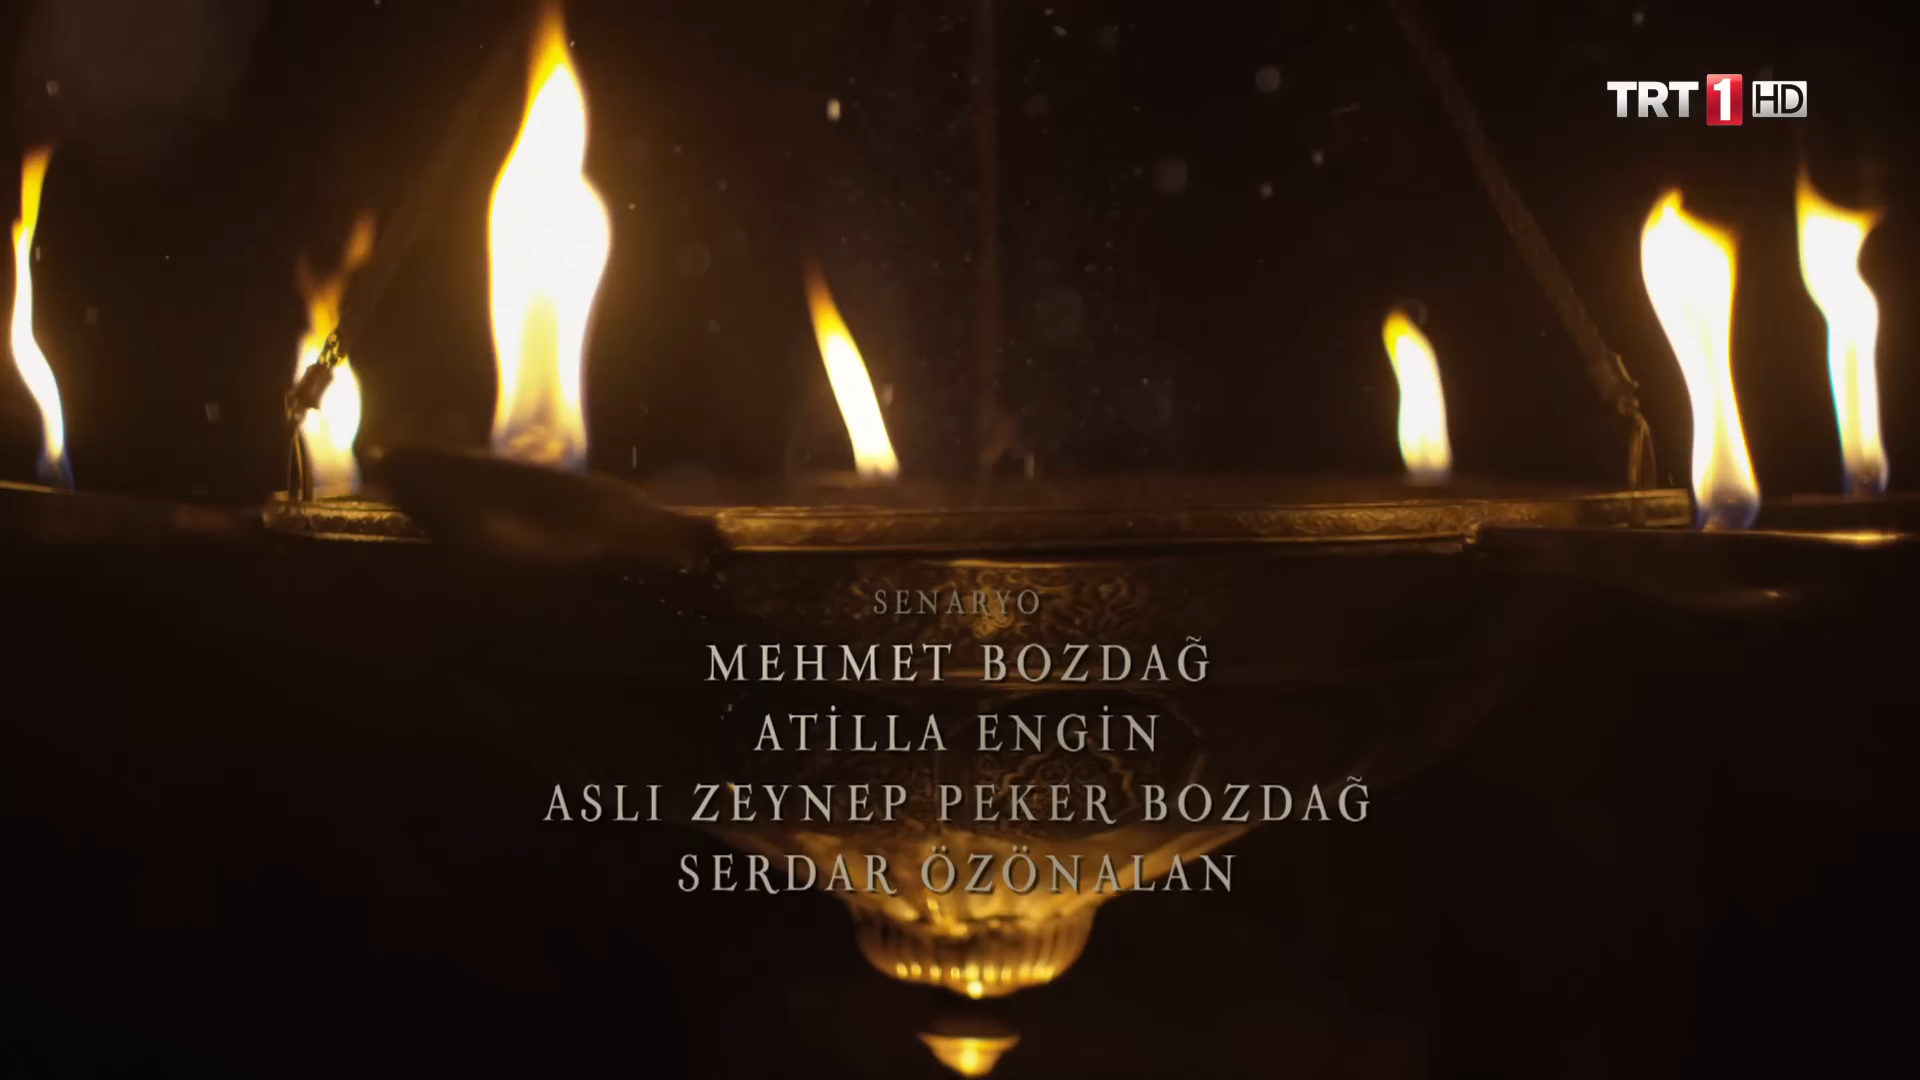 TRT 1 HD
SENARYO
MEHMET BOZDAĞ
ATİLLA ENGİN
ASLI ZEYNEP PEKER BOZDAĞ
SERDAR ÖZÖNALAN